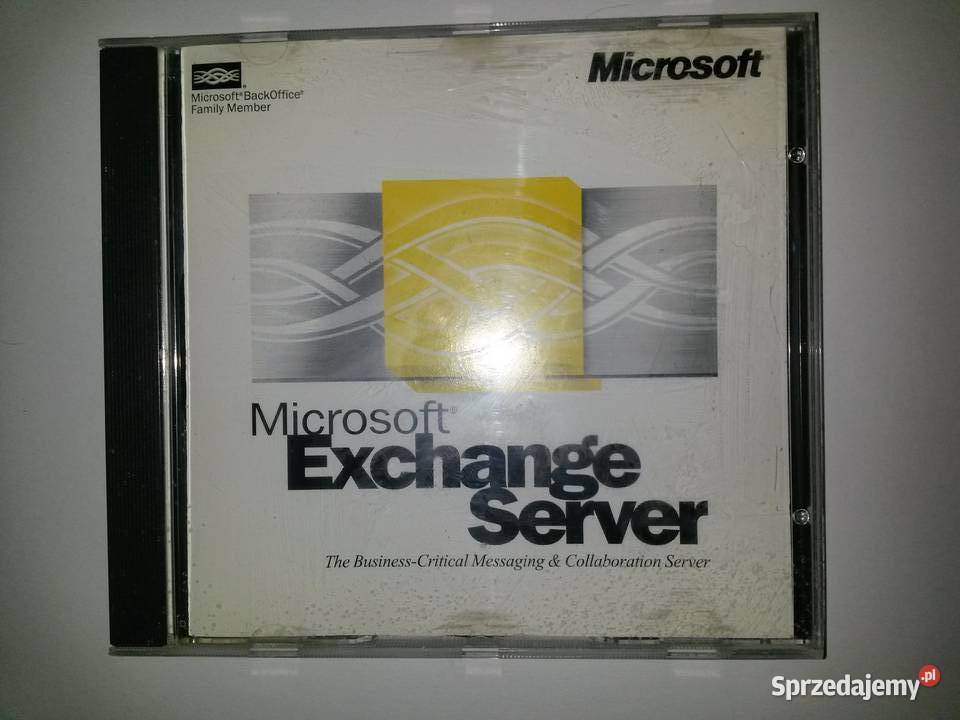 Microsoft® BackOffice®
Family Member
Microsoft
Microsoft®
Exchange
Server
The Business-Critical Messaging & Collaboration Server
Sprzedajemy.pl